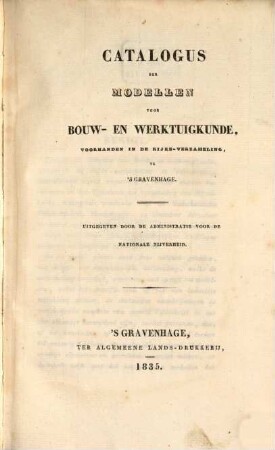 CATALOGUS
DER
MODELLEN
VOOR
BOUW- EN WERKTUIGKUNDE,
VOORHANDEN IN DE RIJKS-VERZAMELING,
TE
'S GRAVENHAGE.
UITGEGEVEN DOOR DE ADMINISTRATIE VOOR DE
NATIONALE NIJVERHEID.
'S GRAVENHAGE,
TER ALGEMEENE LANDS-DRUKKERIJ,
1835.